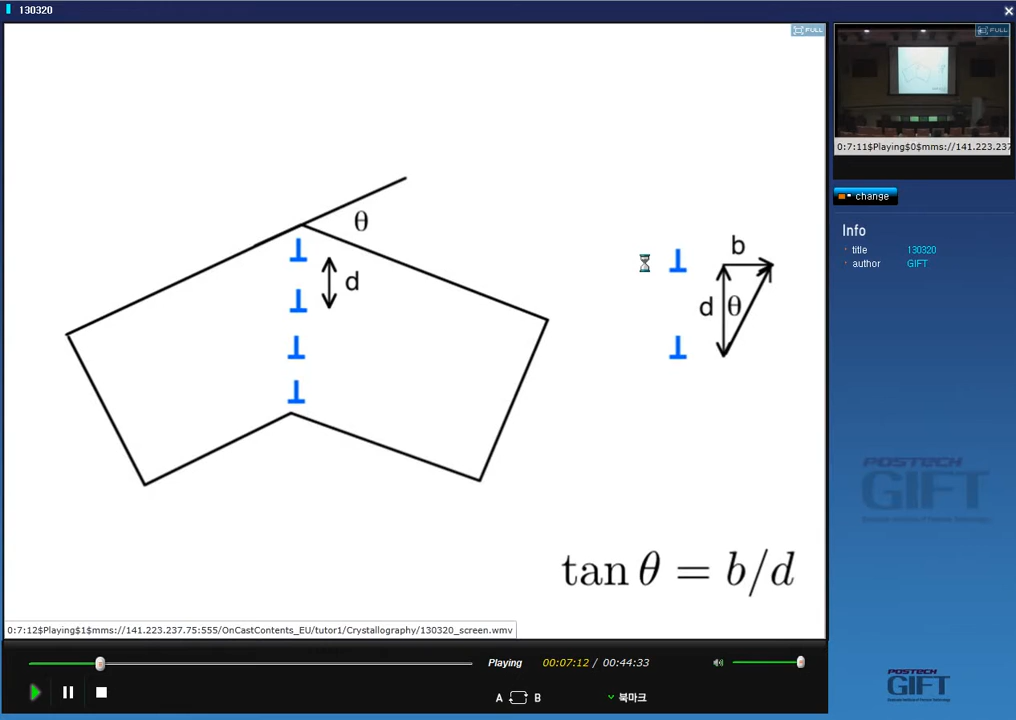 130320
FULL
FULL
θ
d
b
d θ
tan θ = b/d
0:7:11$Playing$0$mms://141.223.237
change
Info
title 130320
author GIFT
POSTECH
GIFT
0:7:12$Playing$1$mms://141.223.237.75:555/OnCastContents_EU/tutor1/Crystallography/130320_screen.wmv
Playing 00:07:12 / 00:44:33
A B 북마크
POSTECH
GIFT